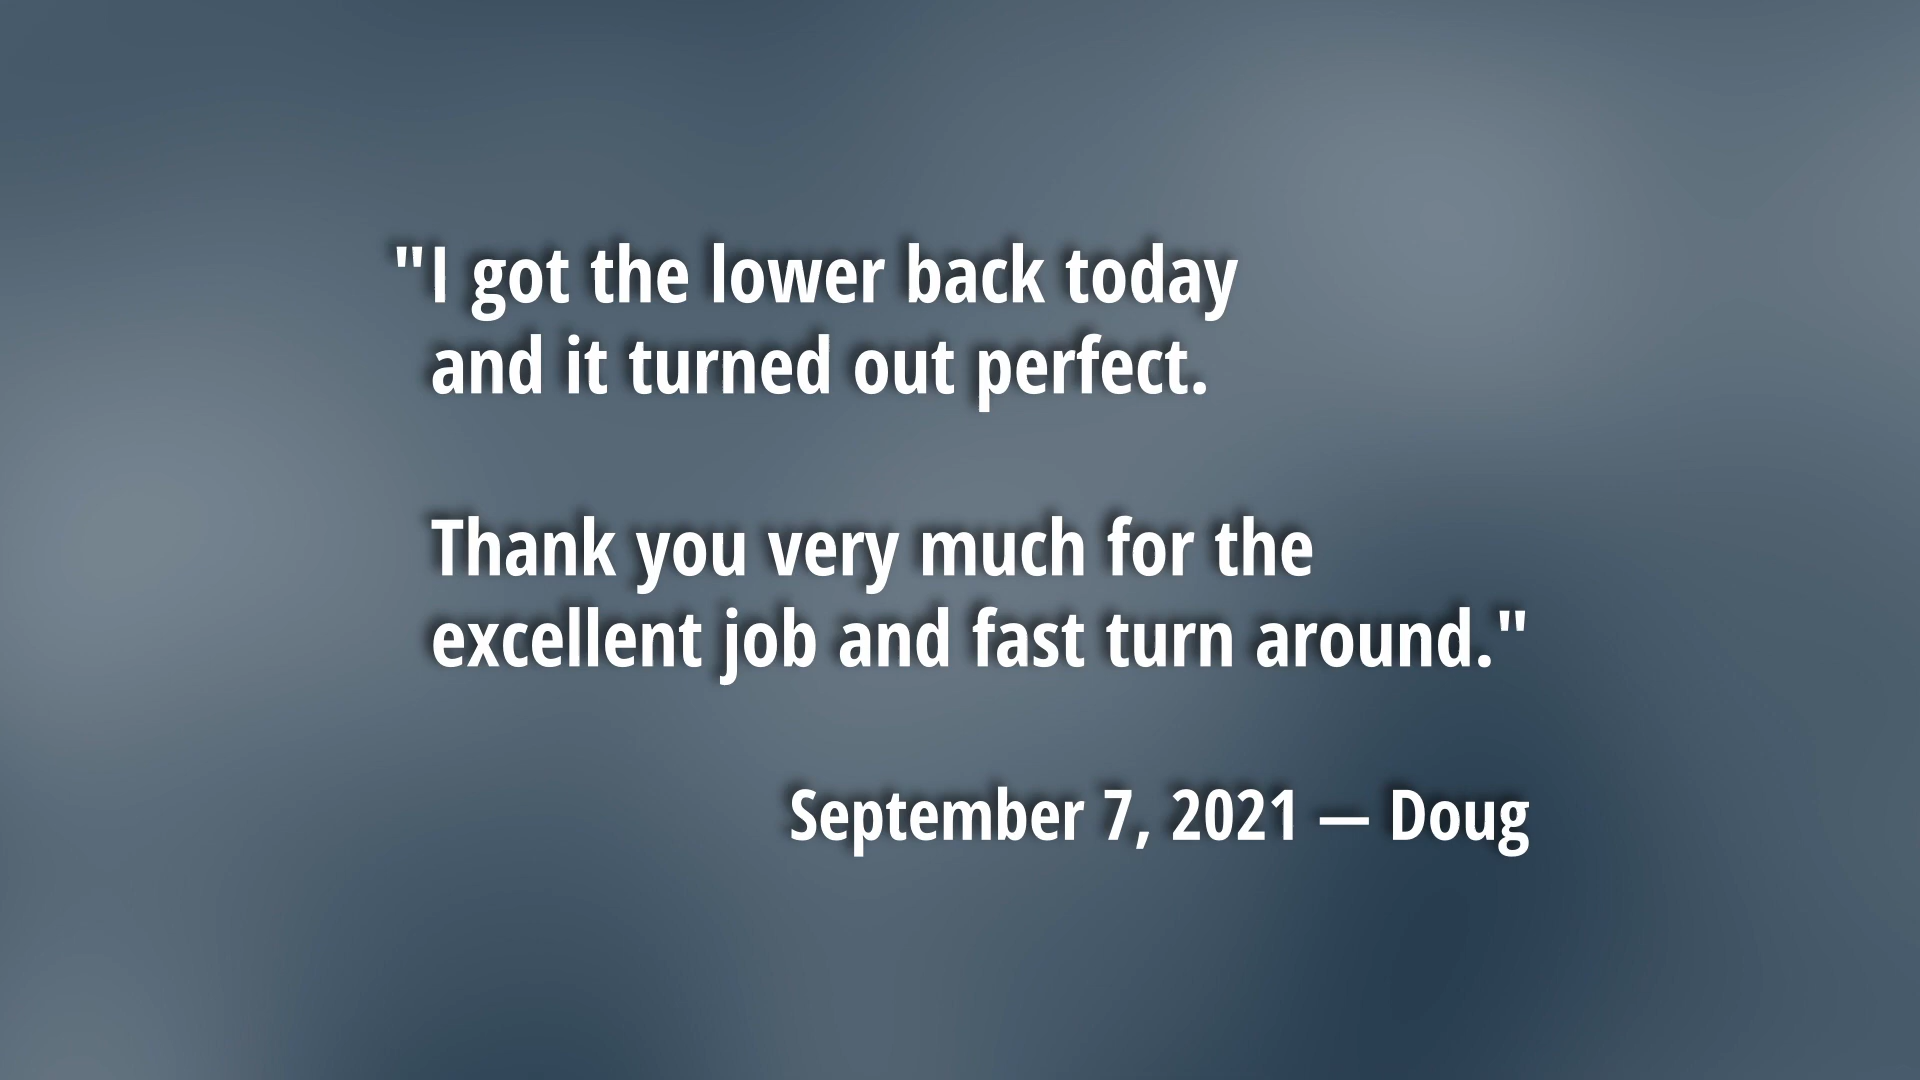 "I got the lower back today
and it turned out perfect.
Thank you very much for the
excellent job and fast turn around."
September 7, 2021 — Doug